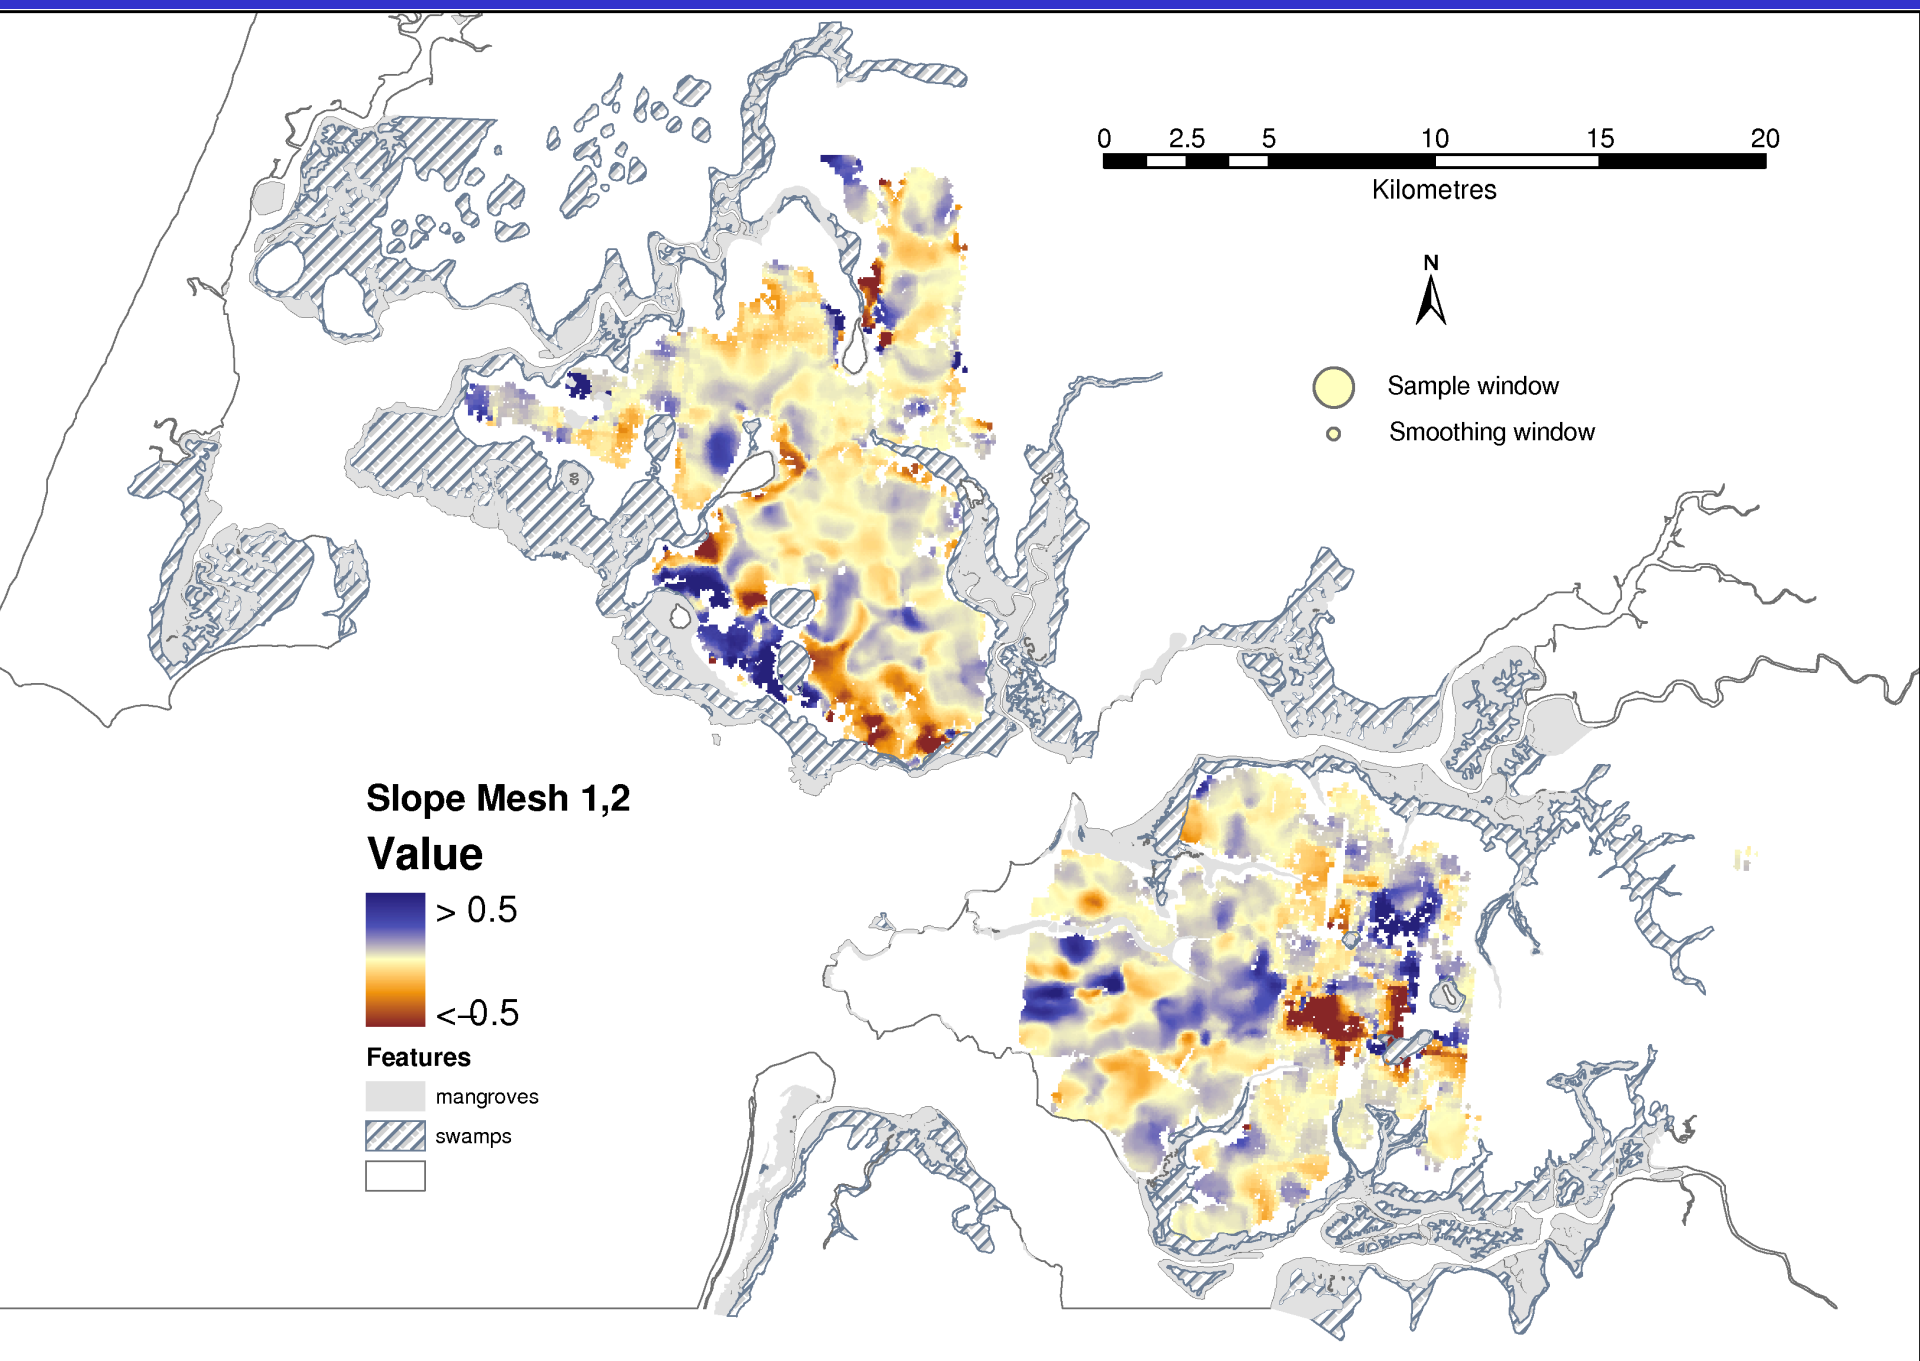 0 2.5 5 10 15 20
Kilometres
N
Sample window
Smoothing window
Slope Mesh 1,2
Value
> 0.5
<–0.5
Features
mangroves
swamps